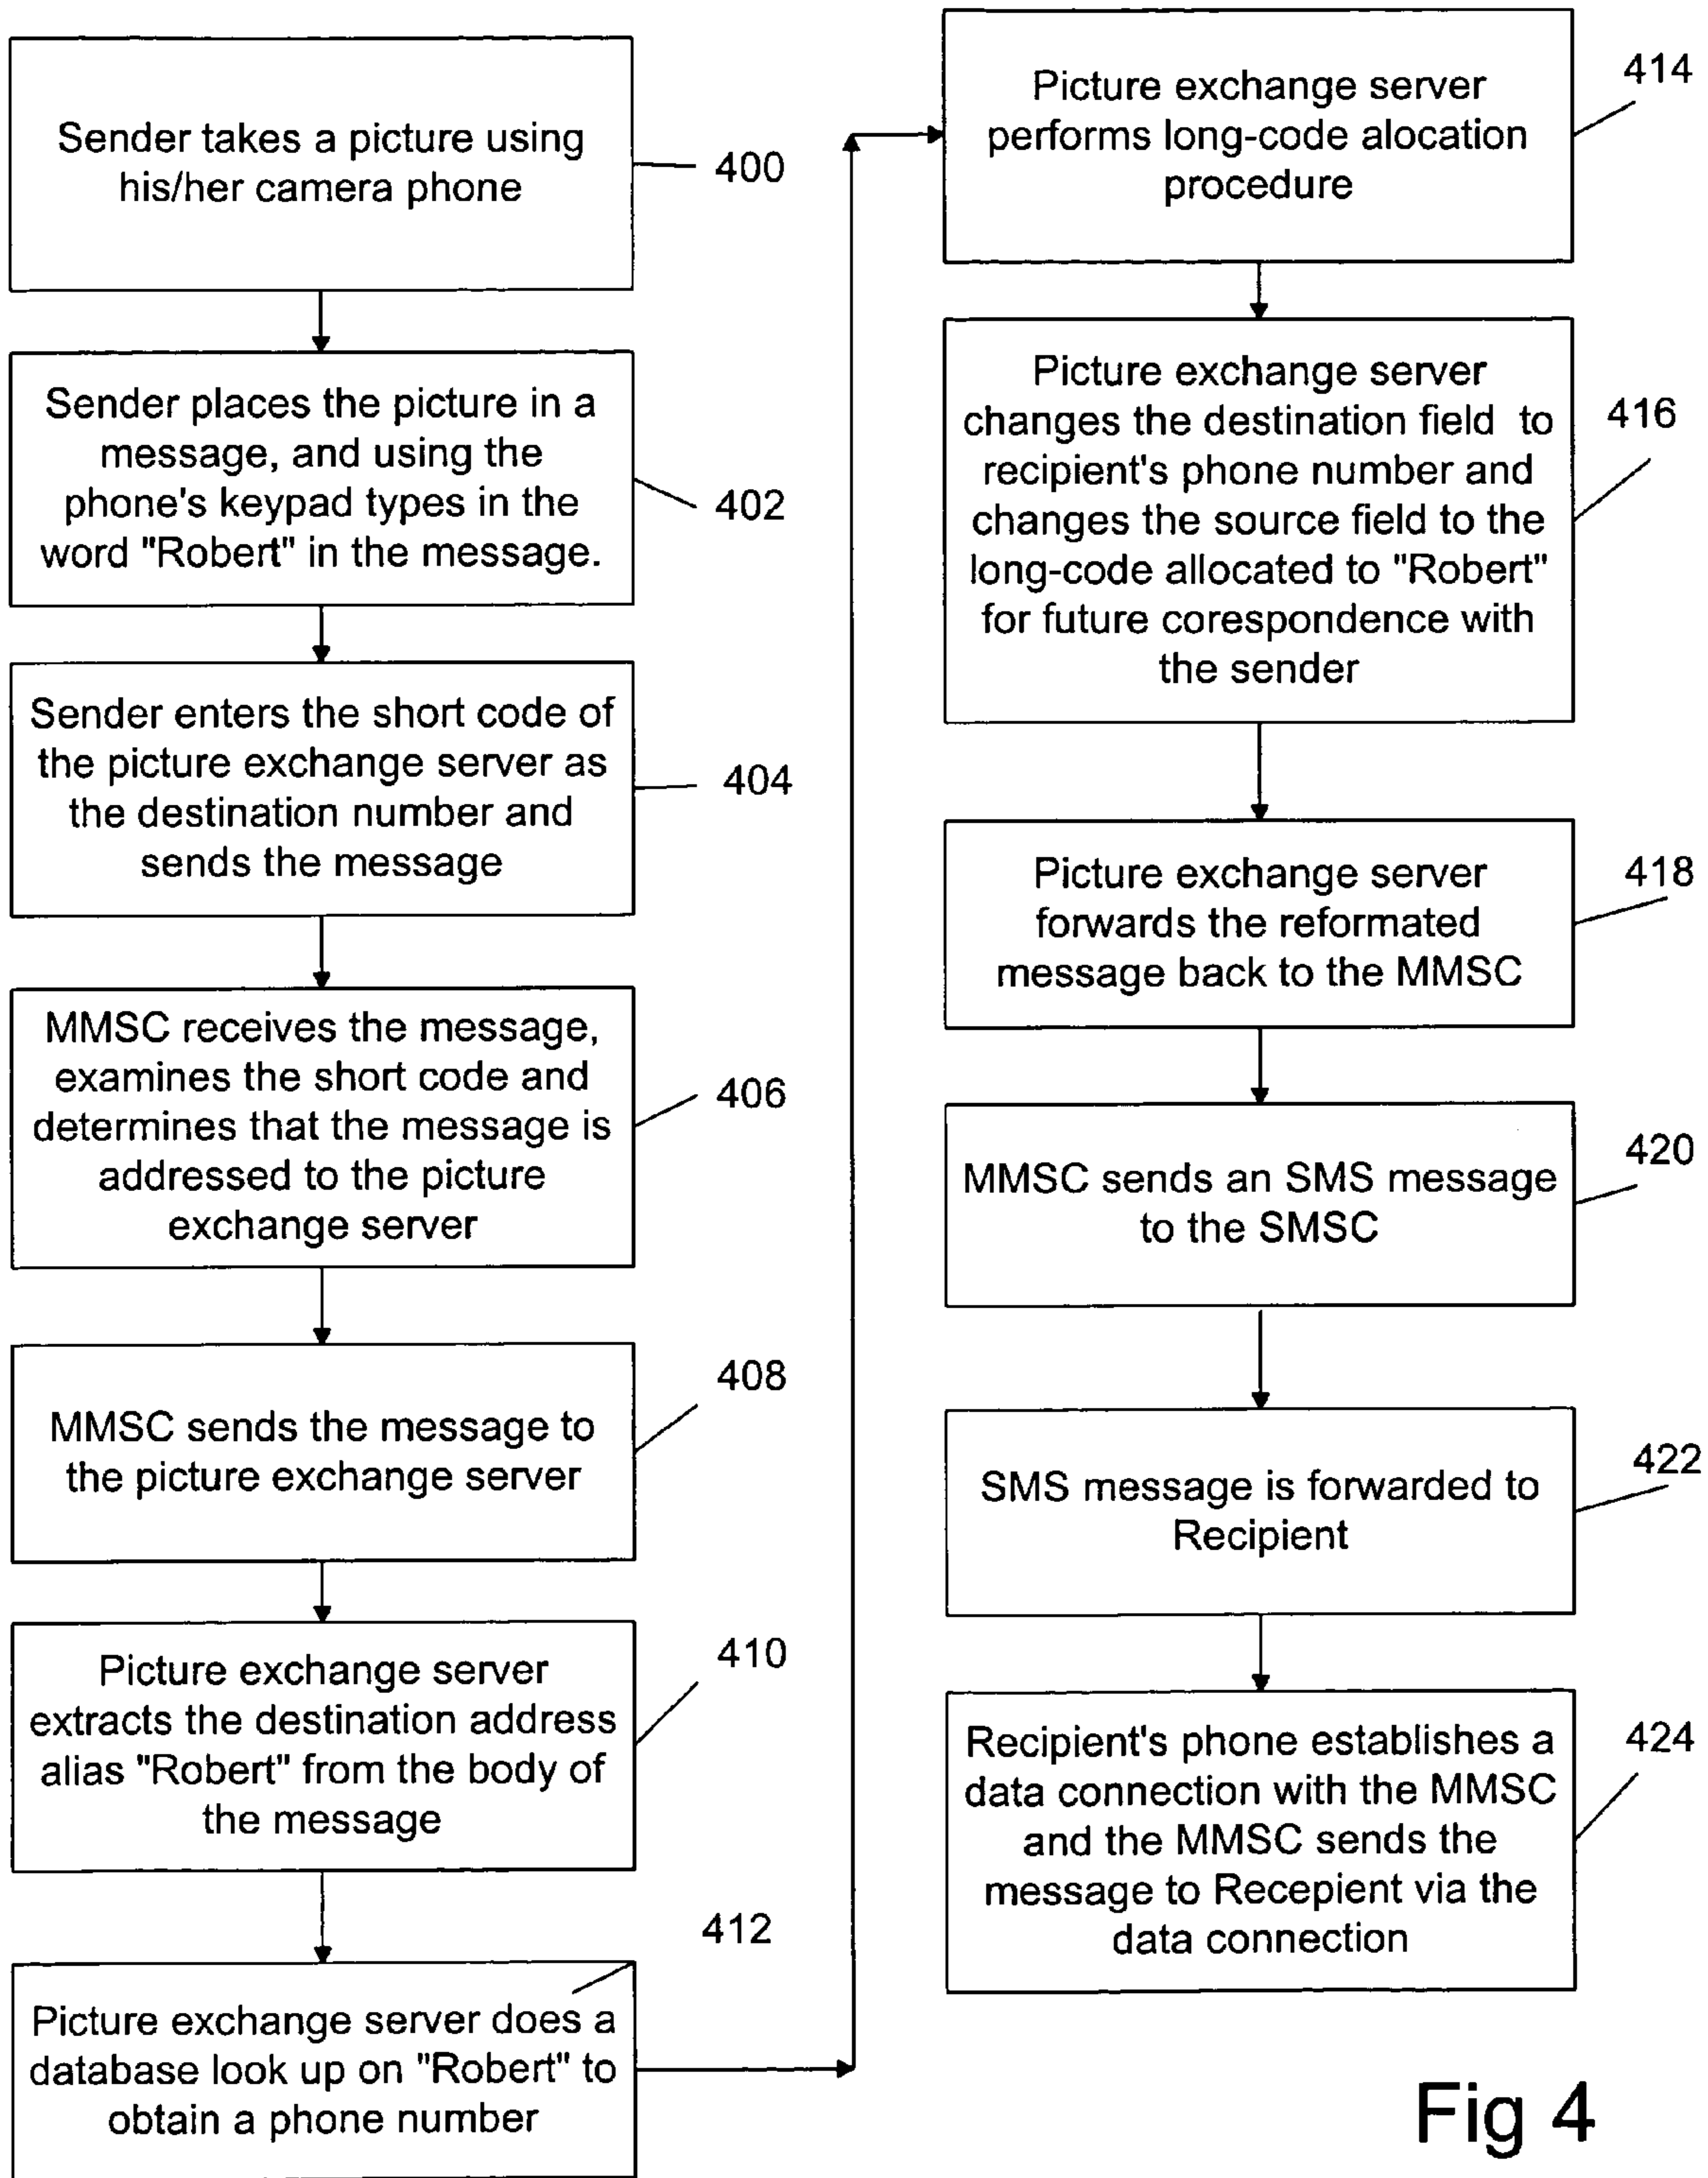 Sender takes a picture using
his/her camera phone
400
Sender places the picture in a
message, and using the
phone's keypad types in the
word "Robert" in the message.
402
Sender enters the short code of
the picture exchange server as
the destination number and
sends the message
404
MMSC receives the message,
examines the short code and
determines that the message is
addressed to the picture
exchange server
406
MMSC sends the message to
the picture exchange server
408
Picture exchange server
extracts the destination address
alias "Robert" from the body of
the message
410
Picture exchange server does a
database look up on "Robert" to
obtain a phone number
412
Picture exchange server
performs long-code alocation
procedure
414
Picture exchange server
changes the destination field to
recipient's phone number and
changes the source field to the
long-code allocated to "Robert"
for future corespondence with
the sender
416
Picture exchange server
forwards the reformated
message back to the MMSC
418
MMSC sends an SMS message
to the SMSC
420
SMS message is forwarded to
Recipient
422
Recipient's phone establishes a
data connection with the MMSC
and the MMSC sends the
message to Recepient via the
data connection
424
Fig 4